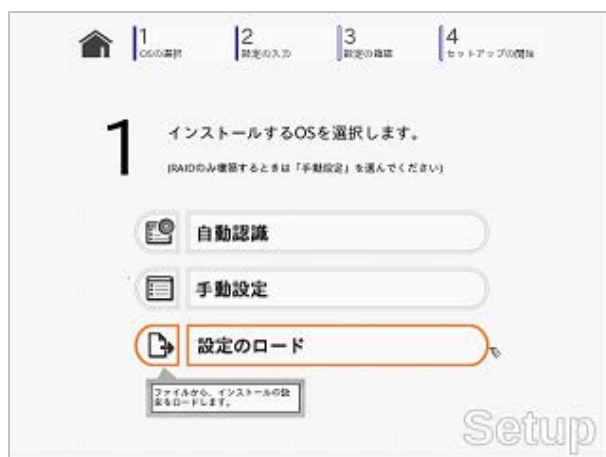 1
OSの選択
2
設定の入力
3
設定の確認
4
セットアップの開始
1
インストールするOSを選択します。
(RAIDのみ構築するときは「手動設定」を選んでください)
自動認識
手動設定
設定のロード
ファイルから、インストールの設
定をロードします。
Setup